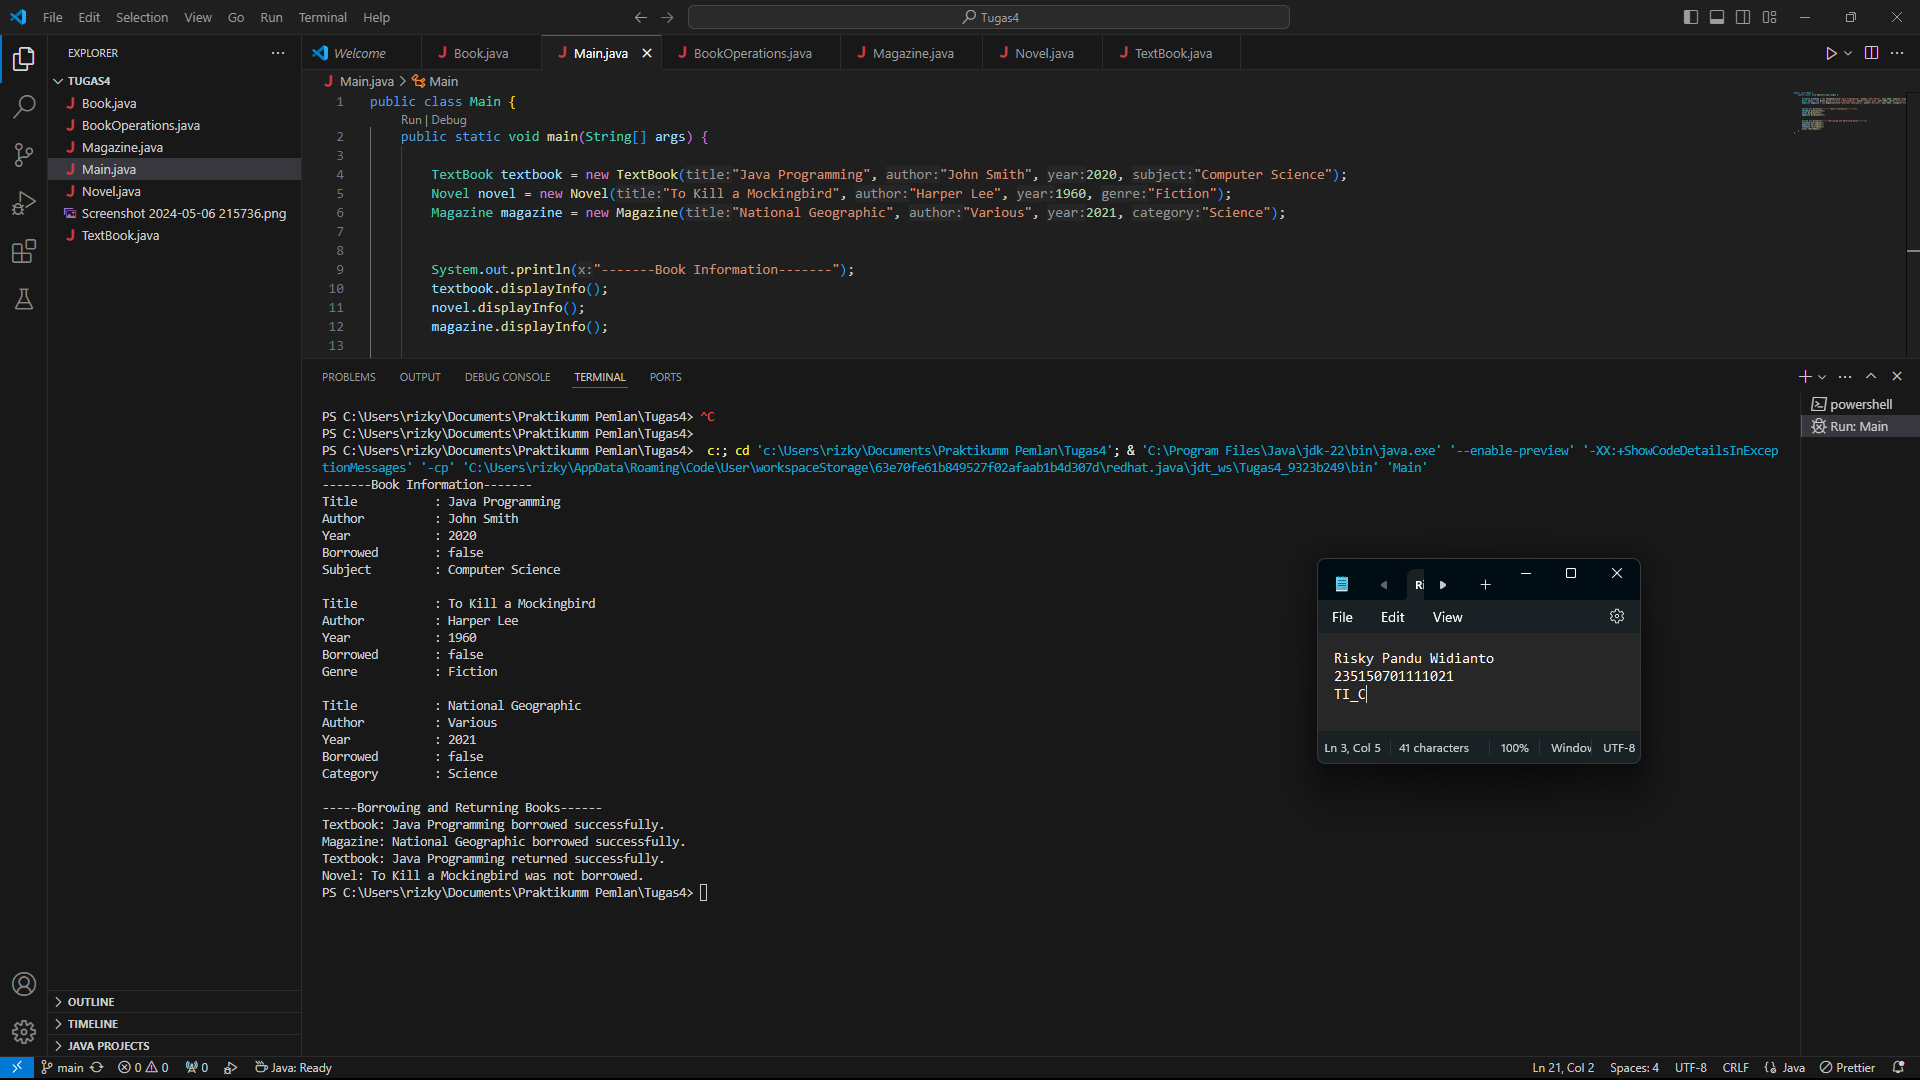 File Edit Selection View Go Run Terminal Help
Tugas4
EXPLORER
TUGAS4
Book.java
BookOperations.java
Magazine.java
Main.java
Novel.java
Screenshot 2024-05-06 215736.png
TextBook.java
OUTLINE
TIMELINE
JAVA PROJECTS
Welcome Book.java Main.java BookOperations.java Magazine.java Novel.java TextBook.java
Main.java > Main
1 public class Main {
Run | Debug
2 public static void main(String[] args) {
3
4 TextBook textbook = new TextBook(title:"Java Programming", author:"John Smith", year:2020, subject:"Computer Science");
5 Novel novel = new Novel(title:"To Kill a Mockingbird", author:"Harper Lee", year:1960, genre:"Fiction");
6 Magazine magazine = new Magazine(title:"National Geographic", author:"Various", year:2021, category:"Science");
7
8
9 System.out.println(x:"-------Book Information-------");
10 textbook.displayInfo();
11 novel.displayInfo();
12 magazine.displayInfo();
13
PROBLEMS OUTPUT DEBUG CONSOLE TERMINAL PORTS
powershell
Run: Main
PS C:\Users\rizky\Documents\Praktikumm Pemlan\Tugas4> ^C
PS C:\Users\rizky\Documents\Praktikumm Pemlan\Tugas4>
PS C:\Users\rizky\Documents\Praktikumm Pemlan\Tugas4>  c:; cd 'c:\Users\rizky\Documents\Praktikumm Pemlan\Tugas4'; & 'C:\Program Files\Java\jdk-22\bin\java.exe' '--enable-preview' '-XX:+ShowCodeDetailsInExcep
tionMessages' '-cp' 'C:\Users\rizky\AppData\Roaming\Code\User\workspaceStorage\63e70fe61b849527f02afaab1b4d307d\redhat.java\jdt_ws\Tugas4_9323b249\bin' 'Main'
-------Book Information-------
Title : Java Programming
Author : John Smith
Year : 2020
Borrowed : false
Subject : Computer Science
Title : To Kill a Mockingbird
Author : Harper Lee
Year : 1960
Borrowed : false
Genre : Fiction
Title : National Geographic
Author : Various
Year : 2021
Borrowed : false
Category : Science
-----Borrowing and Returning Books------
Textbook: Java Programming borrowed successfully.
Magazine: National Geographic borrowed successfully.
Textbook: Java Programming returned successfully.
Novel: To Kill a Mockingbird was not borrowed.
PS C:\Users\rizky\Documents\Praktikumm Pemlan\Tugas4>
Ri
File Edit View
Risky Pandu Widianto
235150701111021
TI_C
Ln 3, Col 5 41 characters 100% Window UTF-8
main 0 0 0 Java: Ready Ln 21, Col 2 Spaces: 4 UTF-8 CRLF Java Prettier